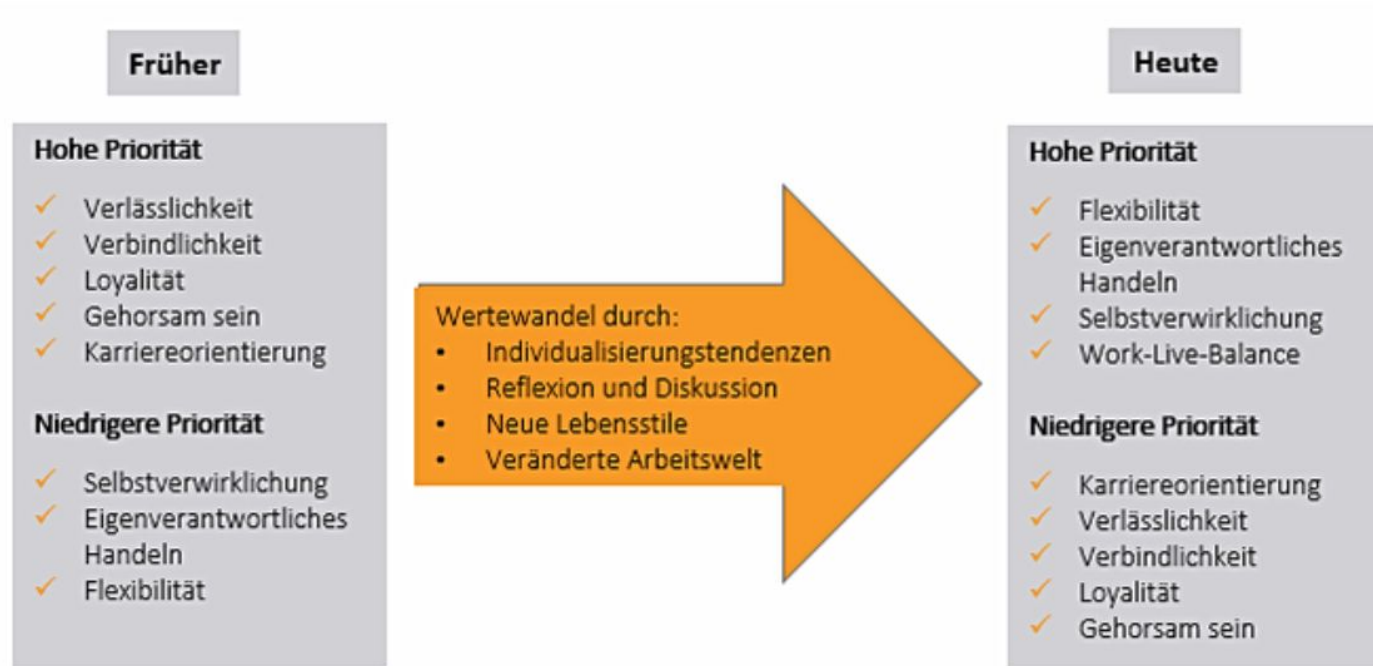 Früher
Hohe Priorität
Verlässlichkeit
Verbindlichkeit
Loyalität
Gehorsam sein
Karriereorientierung
Niedrigere Priorität
Selbstverwirklichung
Eigenverantwortliches
Handeln
Flexibilität
Wertewandel durch:
• Individualisierungstendenzen
• Reflexion und Diskussion
• Neue Lebensstile
• Veränderte Arbeitswelt
Heute
Hohe Priorität
Flexibilität
Eigenverantwortliches
Handeln
Selbstverwirklichung
Work-Live-Balance
Niedrigere Priorität
Karriereorientierung
Verlässlichkeit
Verbindlichkeit
Loyalität
Gehorsam sein